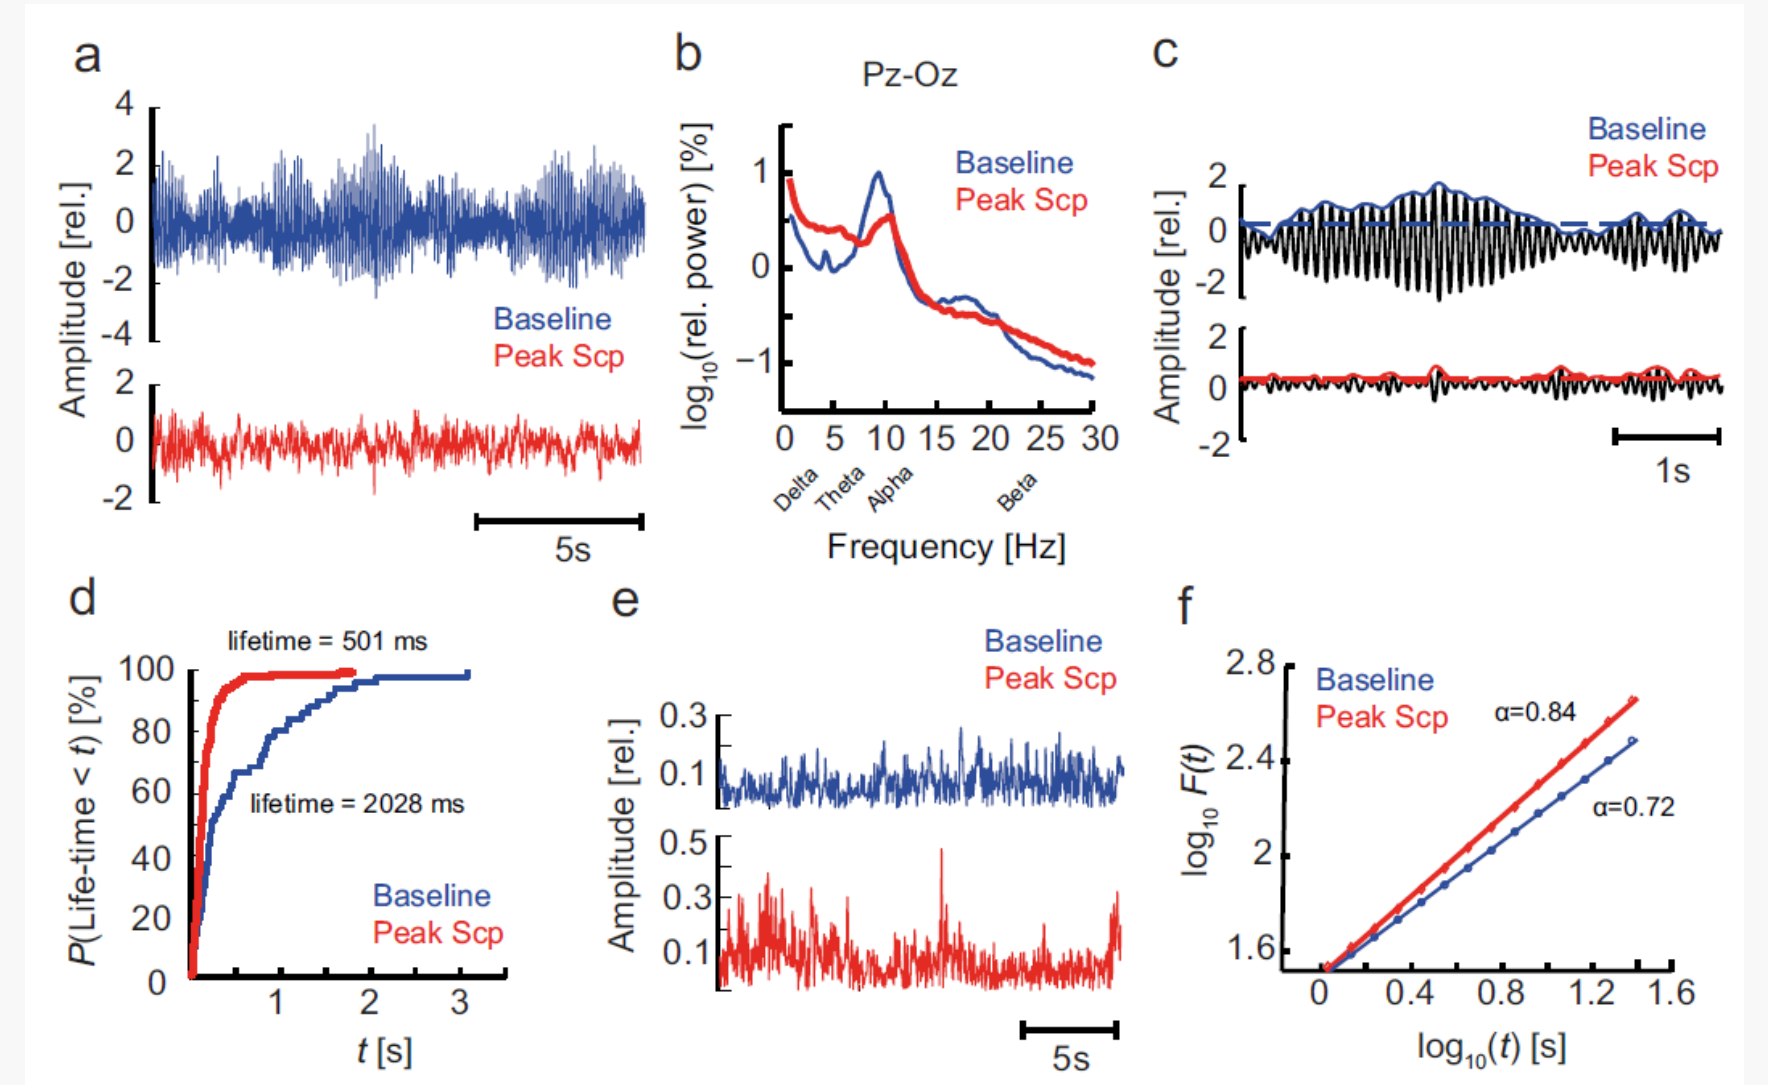 a
4
2
0
-2
-4
Amplitude [rel.]
Baseline
Peak Scp
2
0
-2
5s
b
Pz-Oz
Baseline
Peak Scp
log10(rel. power) [%]
1
0
−1
0 5 10 15 20 25 30
Delta Theta Alpha Beta
Frequency [Hz]
c
Baseline
Peak Scp
Amplitude [rel.]
2
0
-2
2
0
-2
1s
d
lifetime = 501 ms
P(Life-time < t) [%]
100
80
60
40
20
0
lifetime = 2028 ms
Baseline
Peak Scp
1 2 3
t [s]
e
Baseline
Peak Scp
Amplitude [rel.]
0.3
0.1
0.5
0.3
0.1
5s
f
2.8
2.4
2
1.6
log10 F(t)
Baseline
Peak Scp
α=0.84
α=0.72
0 0.4 0.8 1.2 1.6
log10(t) [s]